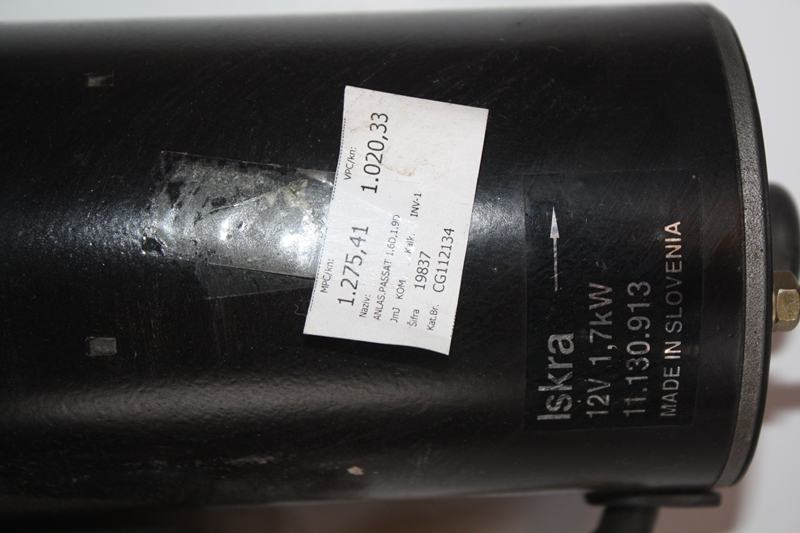 MPC/kn: VPC/kn:
1.275,41 1.020,33
Naziv:
ANLAS.PASSAT 1.6D,1.9D
JmJ KOM Kalk. INV-1
Šifra 19837
Kat.Br. CG112134
Iskra
12V 1,7kW
11.130.913
MADE IN SLOVENIA